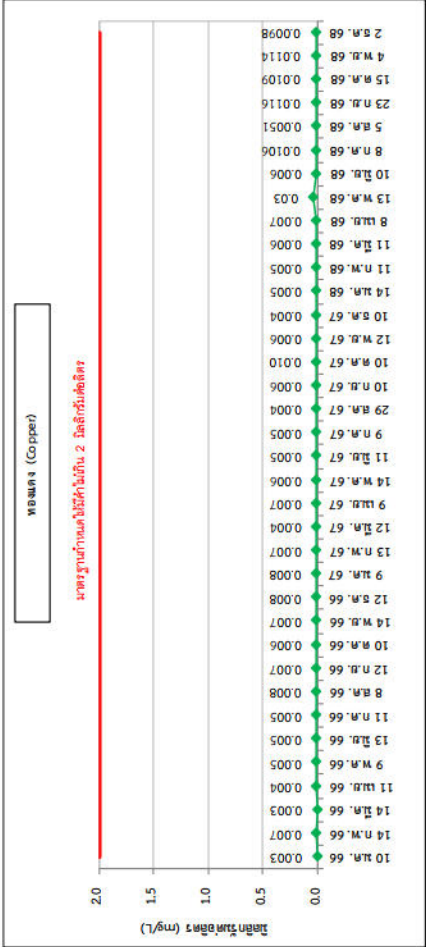 ทองแดง (Copper)
มาตรฐานกำหนดให้มีค่าไม่เกิน 2 มิลลิกรัมต่อลิตร
มิลลิกรัมต่อลิตร (mg/L)
2.0
1.5
1.0
0.5
0.0
0.003
0.007
0.003
0.004
0.005
0.005
0.005
0.008
0.007
0.006
0.007
0.008
0.008
0.007
0.004
0.007
0.006
0.005
0.005
0.004
0.006
0.010
0.006
0.004
0.005
0.005
0.006
0.007
0.03
0.006
0.0106
0.0051
0.0116
0.0109
0.0114
0.0098
10 ม.ค. 66
14 ก.พ. 66
14 มี.ค. 66
11 เม.ย. 66
9 พ.ค. 66
13 มิ.ย. 66
11 ก.ค. 66
8 ส.ค. 66
12 ก.ย. 66
10 ต.ค. 66
14 พ.ย. 66
12 ธ.ค. 66
9 ม.ค. 67
13 ก.พ. 67
12 มี.ค. 67
9 เม.ย. 67
14 พ.ค. 67
11 มิ.ย. 67
9 ก.ค. 67
29 ส.ค. 67
10 ก.ย. 67
10 ต.ค. 67
12 พ.ย. 67
10 ธ.ค. 67
14 ม.ค. 68
11 ก.พ. 68
11 มี.ค. 68
8 เม.ย. 68
13 พ.ค. 68
10 มิ.ย. 68
8 ก.ค. 68
5 ส.ค. 68
23 ก.ย. 68
15 ต.ค. 68
4 พ.ย. 68
2 ธ.ค. 68